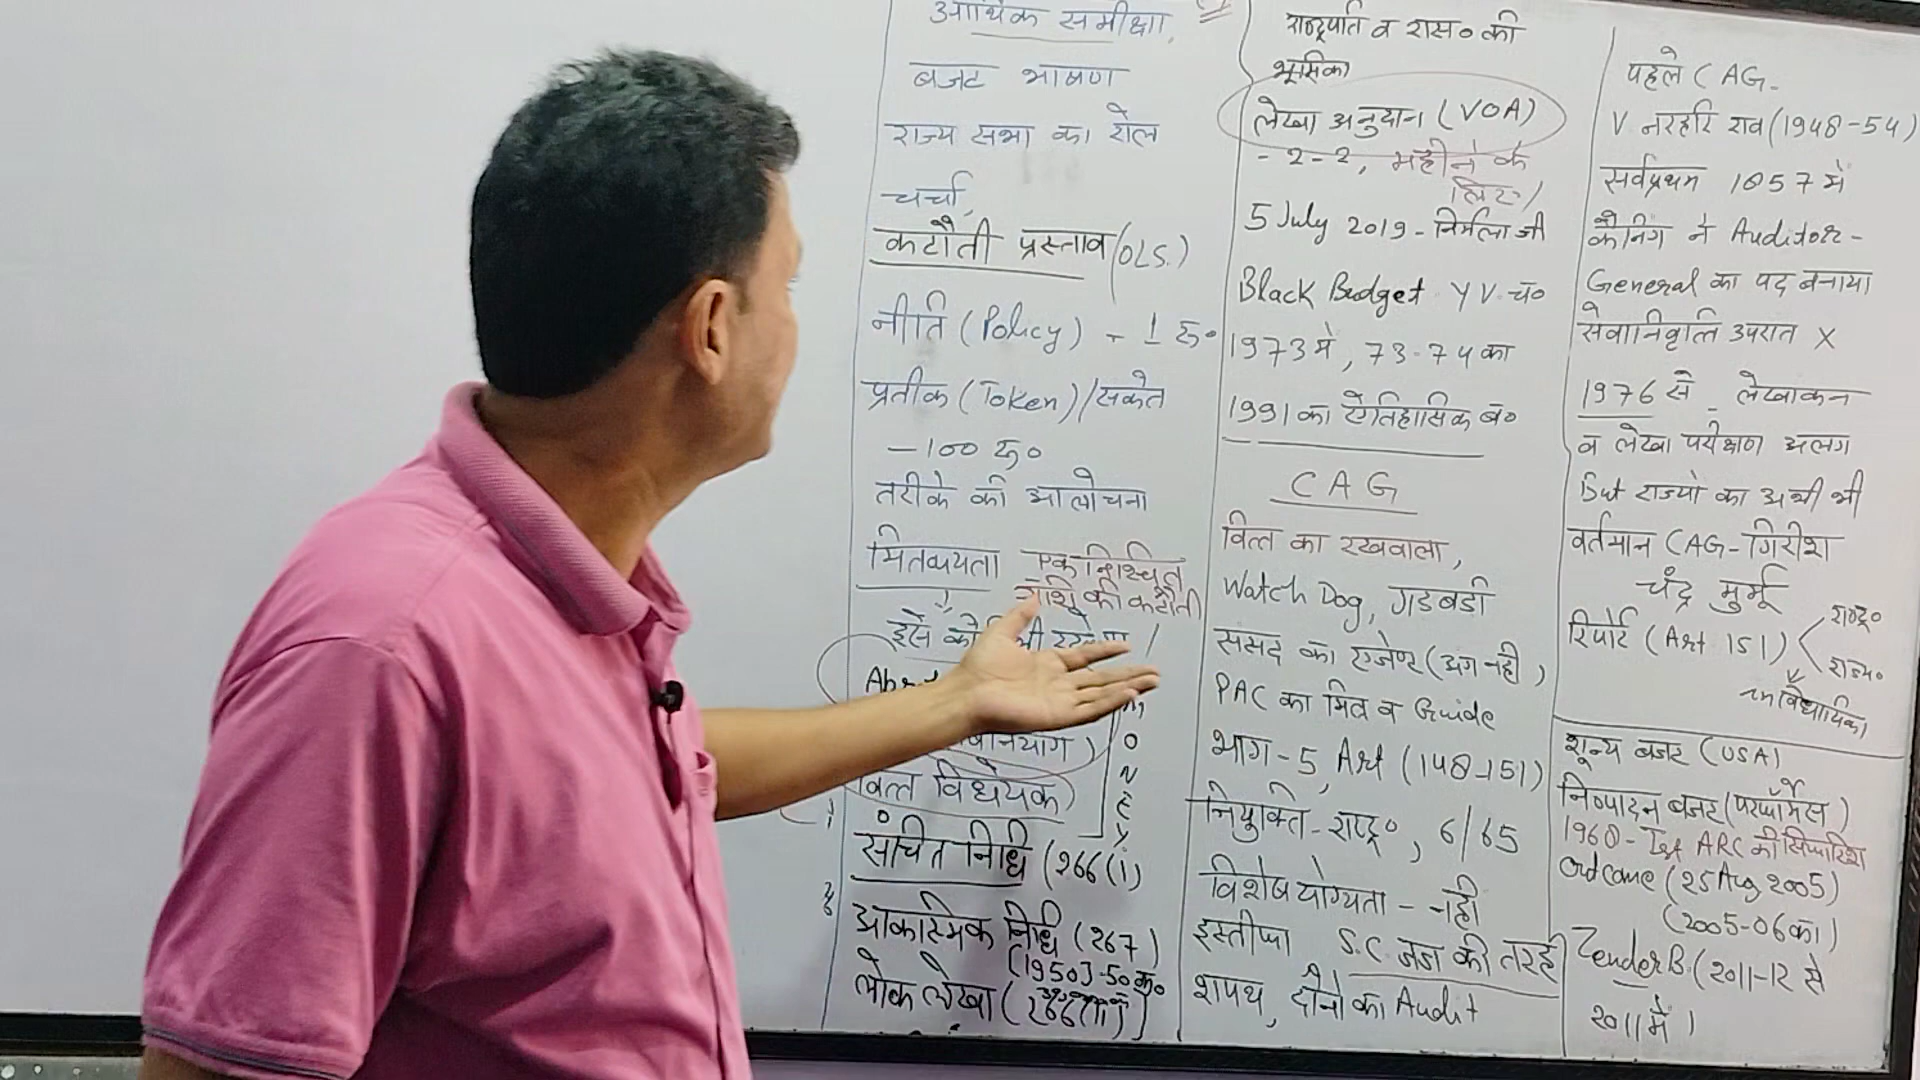 आर्थिक समीक्षा,
बजट भाषण
राज्य सभा का रोल
चर्चा,
कटौती प्रस्ताव (OLS.)
नीति (Policy) - 1 रु०
प्रतीक (Token)/संकेत
- 100 रु०
तरीके की आलोचना
मितव्ययता एक निश्चित
राशि की कटौती
इसे
वित्त विधेयक)
MONEY
संचित निधि (266(i)
आकस्मिक निधि (267)
(1950) - 50 क०
लोक लेखा (266(ii)
राष्ट्रपति व रास० की
भूमिका
लेखा अनुदान (VOA)
- 2-2, महीने के
लिए /
5 July 2019 - निर्मला जी
Black Budget Y V. चं०
1973 में, 73-74 का
1991 का ऐतिहासिक ब०
CAG
वित्त का रखवाला,
Watch Dog, गडबडी
संसद का एजेण्ट (अंग नही)
PAC का मित्र व Guide
भाग - 5, Art (148-151)
नियुक्ति - राष्ट्र०, 6/65
विशेष योग्यता - नही
इस्तीफा S.C. जज की तरह
शपथ, दोनो का Audit
पहले CAG -
V. नरहरि राव (1948-54)
सर्वप्रथम 1857 में
कैनिंग ने Auditor -
General का पद बनाया
सेवानिवृत्ति उपरांत X
1976 से - लेखाकन
व लेखा परीक्षण अलग
But राज्यो का अभी भी
वर्तमान CAG - गिरीश
चंद्र मुर्मू
रिपोर्ट (Art 151) राष्ट्र०
राज्य०
विधायिका
शून्य बजट (USA)
निष्पादन बजट (परफॉर्मेंस)
1968 - Ist ARC की सिफारिश
Outcome (25 Aug 2005)
(2005-06 का)
Gender B. (2011-12 से
2011 में)